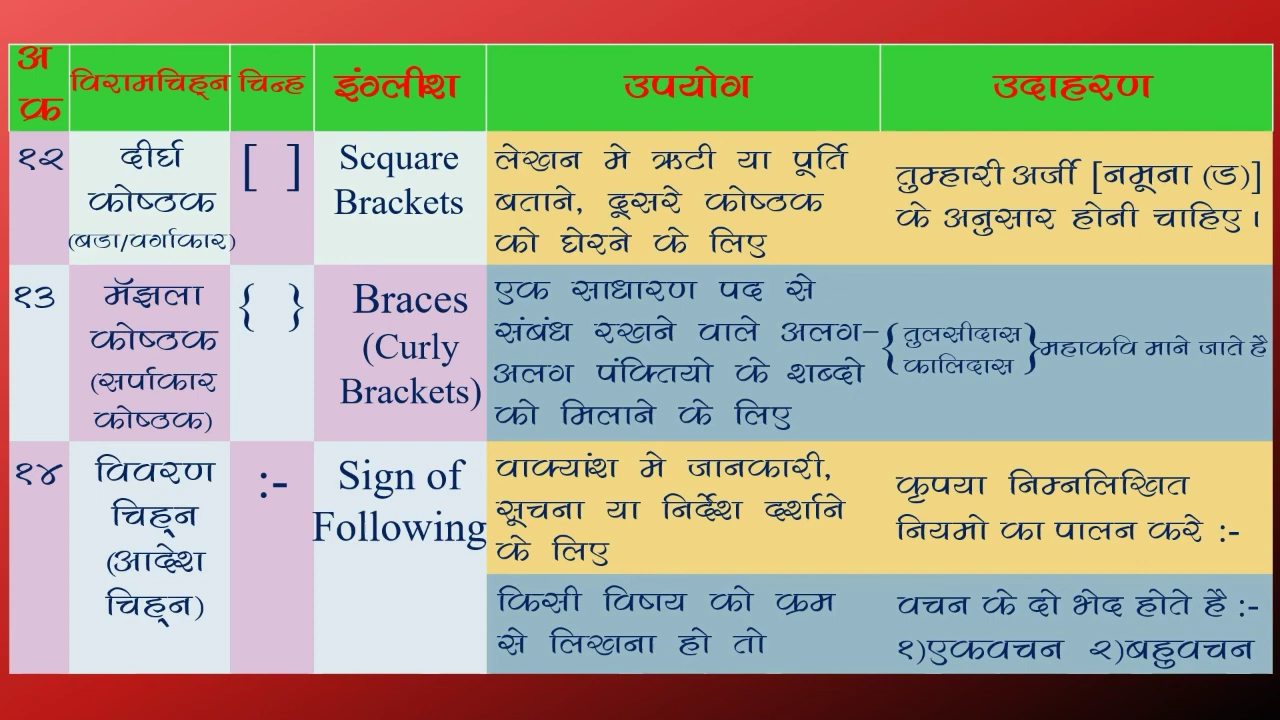 अ क्र विरामचिह्न चिन्ह इंग्लीश उपयोग उदाहरण
१२ दीर्घ कोष्ठक (बडा/वर्गाकार) [ ] Scquare Brackets
लेखन मे त्रुटी या पूर्ति
बताने, दूसरे कोष्ठक
को घेरने के लिए
तुम्हारी अर्जी [नमूना (ड)]
के अनुसार होनी चाहिए।
१३ मॅझला कोष्ठक (सर्पाकार कोष्ठक) { } Braces (Curly Brackets)
एक साधारण पद से
संबंध रखने वाले अलग-
अलग पंक्तियो के शब्दो
को मिलाने के लिए
{तुलसीदास
कालिदास} महाकवि माने जाते है
१४ विवरण चिह्न (आदेश चिह्न) :- Sign of Following
वाक्यांश मे जानकारी,
सूचना या निर्देश दर्शाने
के लिए
कृपया निम्नलिखित
नियमो का पालन करे :-
किसी विषय को क्रम
से लिखना हो तो
वचन के दो भेद होते है :-
१)एकवचन २)बहुवचन